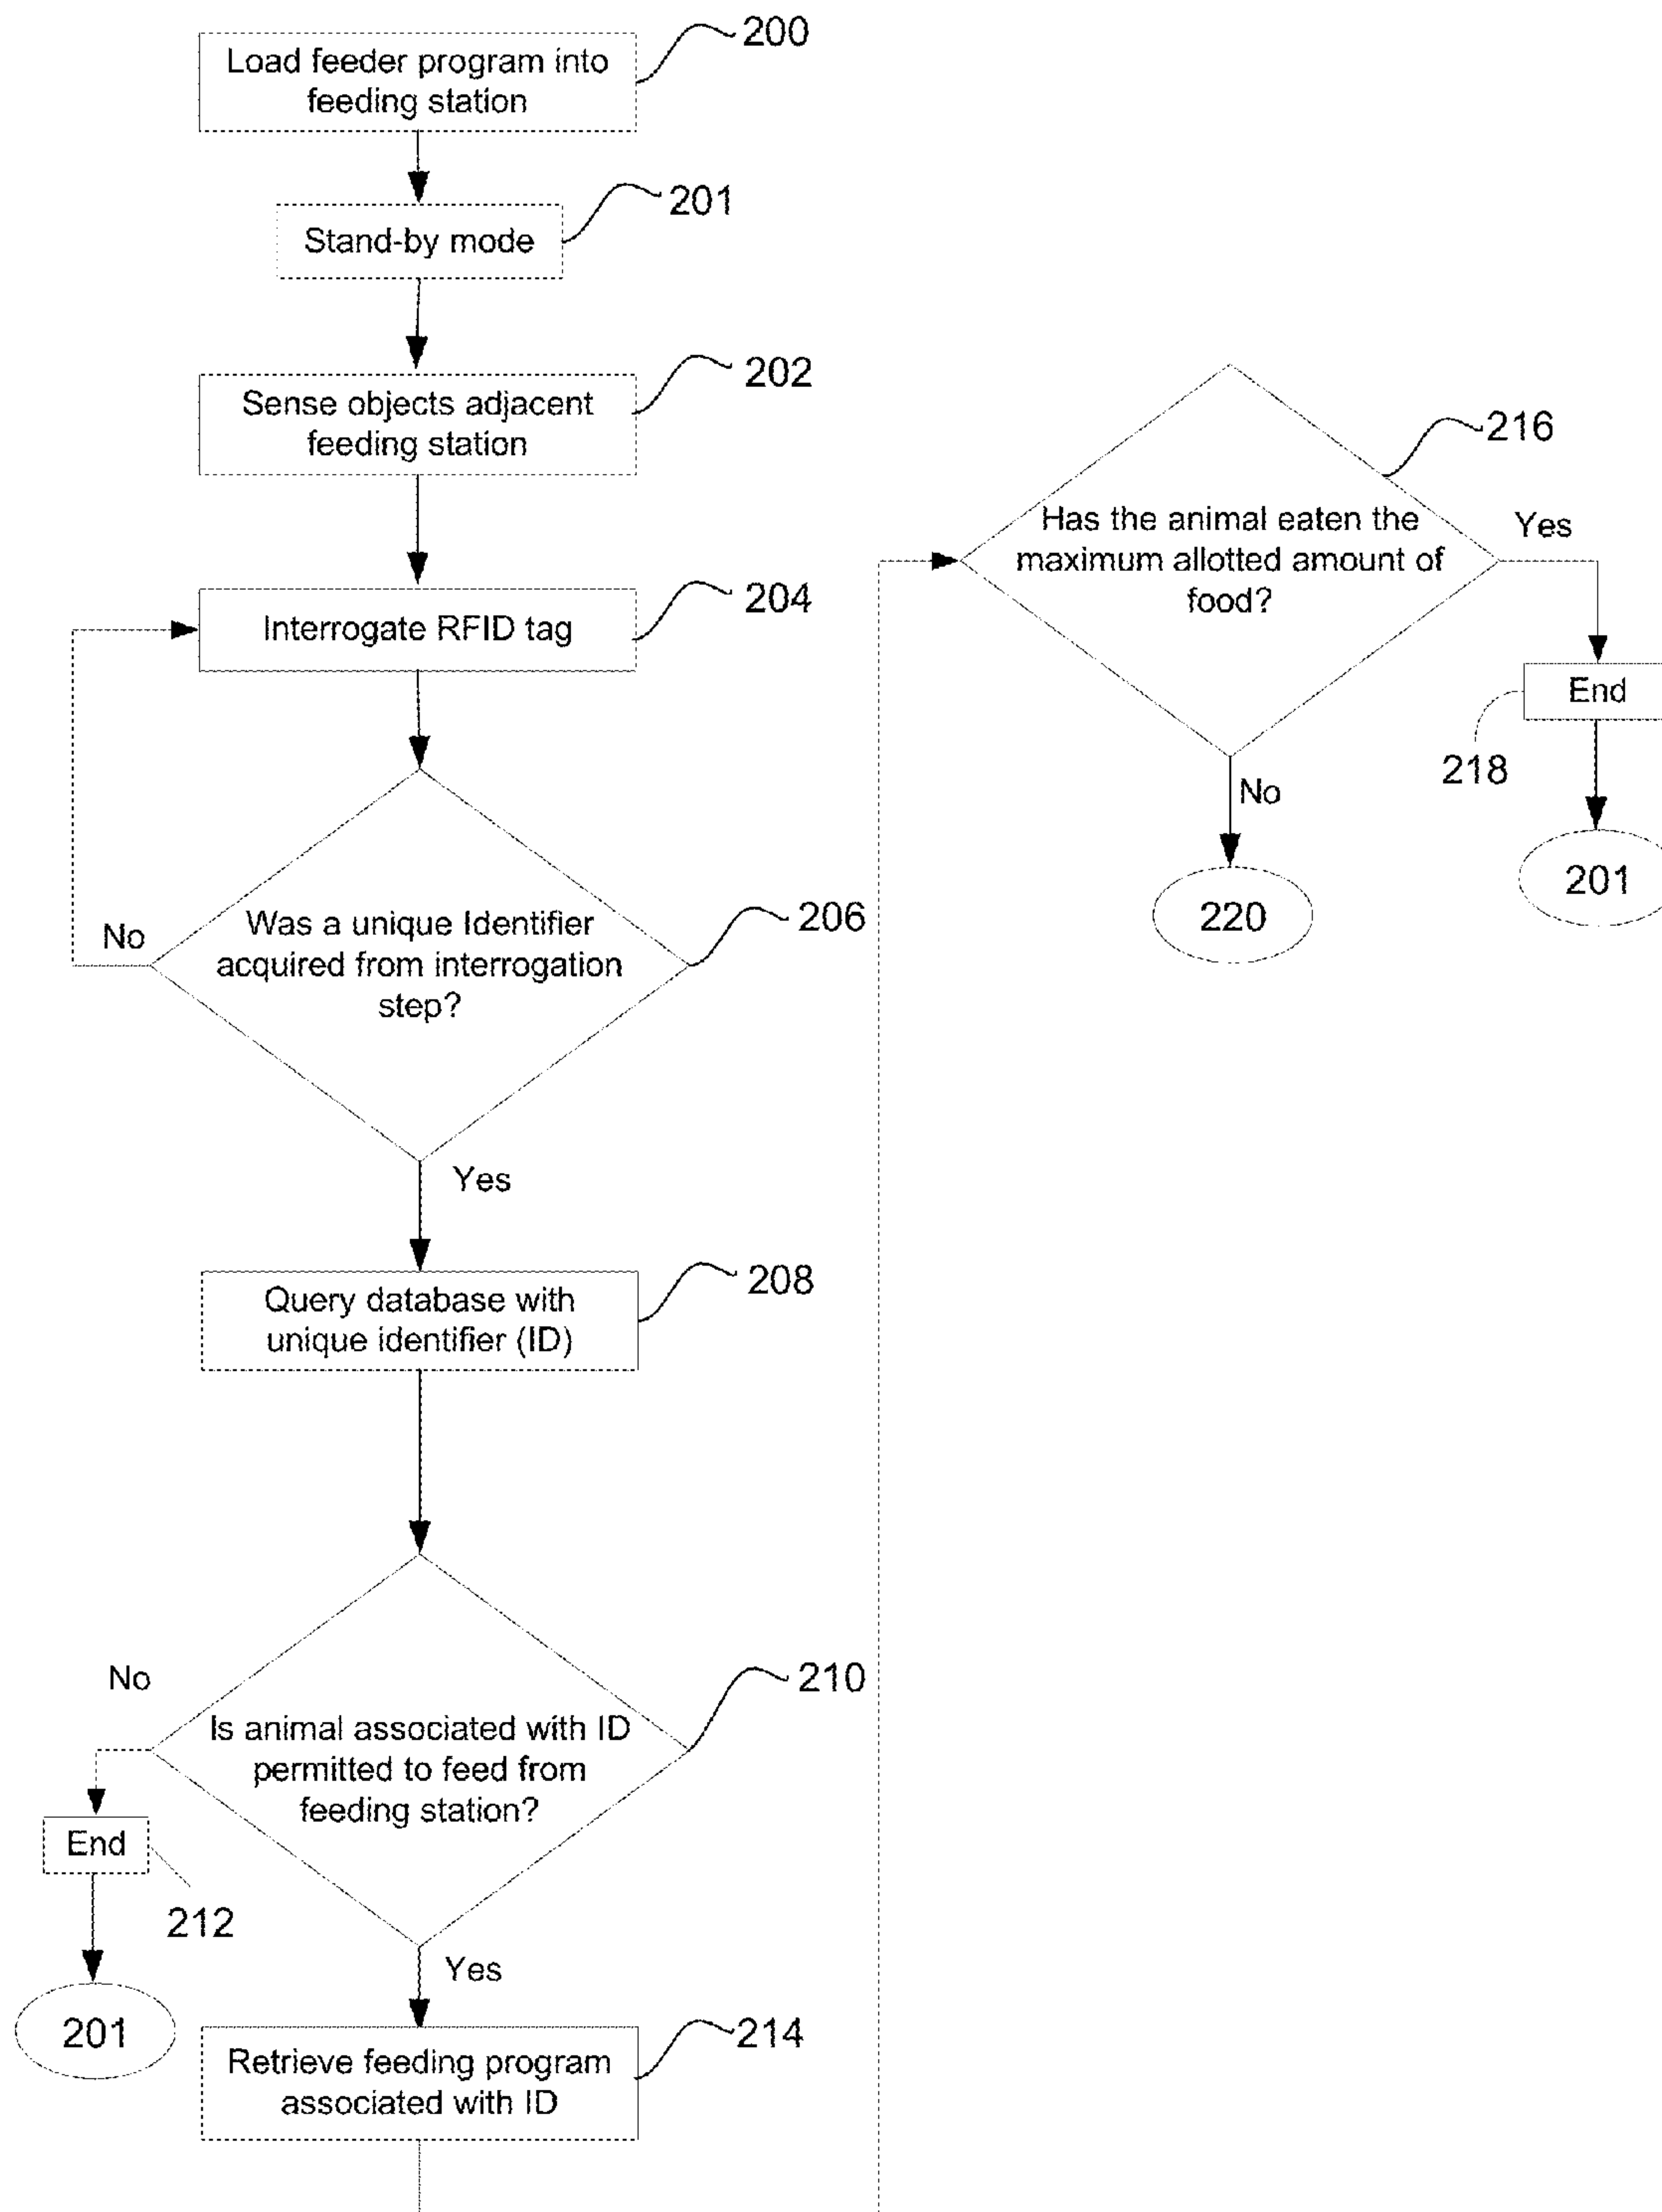 200
Load feeder program into
feeding station
201
Stand-by mode
202
Sense objects adjacent
feeding station
204
Interrogate RFID tag
206
Was a unique Identifier
acquired from interrogation
step?
No
Yes
208
Query database with
unique identifier (ID)
210
No
Is animal associated with ID
permitted to feed from
feeding station?
End
212
201
Yes
214
Retrieve feeding program
associated with ID
216
Has the animal eaten the
maximum allotted amount of
food?
Yes
End
218
No
201
220